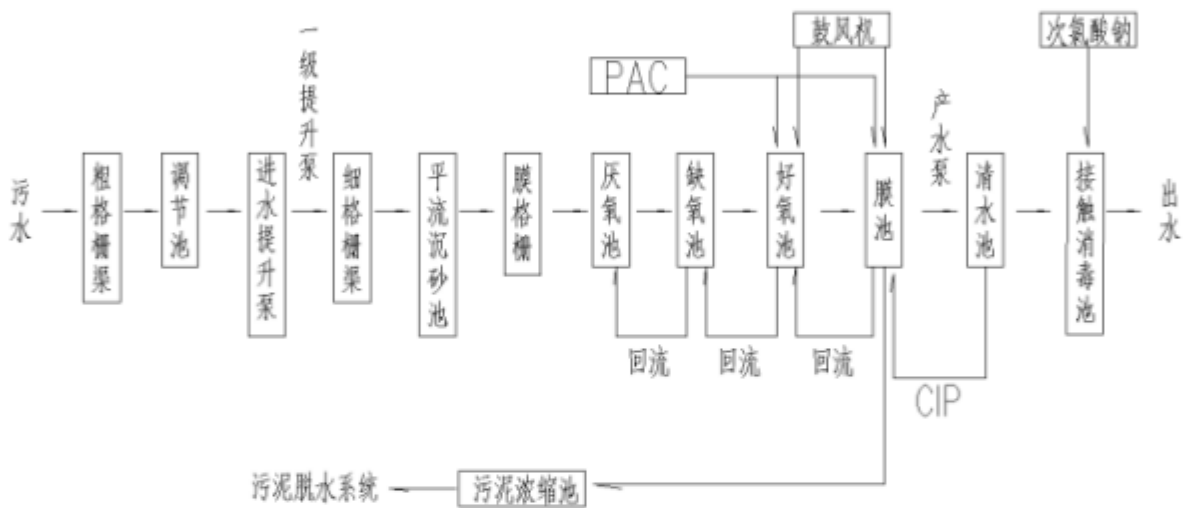 鼓风机
次氯酸钠
PAC
一级提升泵
产水泵
污水
粗格栅渠
调节池
进水提升泵
细格栅渠
平流沉砂池
膜格栅
厌氧池
缺氧池
好氧池
膜池
清水池
接触消毒池
出水
回流
回流
回流
CIP
污泥脱水系统
污泥浓缩池